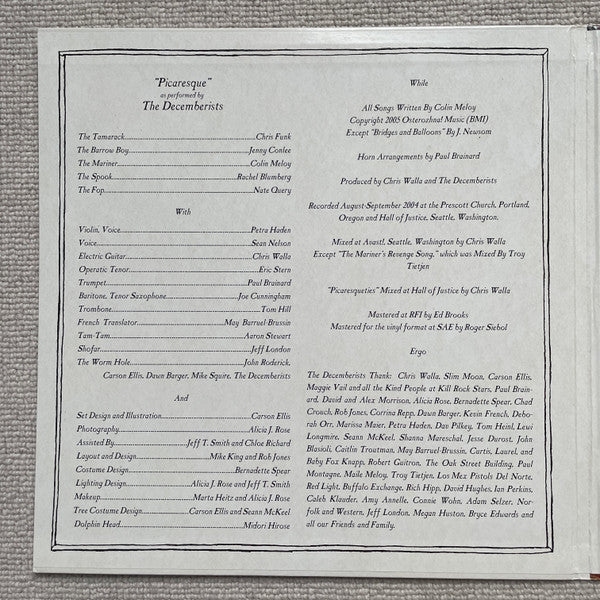 "Picaresque"
as performed by
The Decemberists
The Tamarack......Chris Funk
The Barrow Boy......Jenny Conlee
The Mariner......Colin Meloy
The Spook......Rachel Blumberg
The Fop......Nate Query
With
Violin, Voice......Petra Haden
Voice......Sean Nelson
Electric Guitar......Chris Walla
Operatic Tenor......Eric Stern
Trumpet......Paul Brainard
Baritone, Tenor Saxophone......Joe Cunningham
Trombone......Tom Hill
French Translator......May Barruel-Brussin
Tam-Tam......Aaron Stewart
Shofar......Jeff London
The Worm Hole......John Roderick,
Carson Ellis, Dawn Barger, Mike Squire, The Decemberists
And
Set Design and Illustration......Carson Ellis
Photography......Alicia J. Rose
Assisted By......Jeff T. Smith and Chloe Richard
Layout and Design......Mike King and Rob Jones
Costume Design......Bernadette Spear
Lighting Design......Alicia J. Rose and Jeff T. Smith
Makeup......Marta Heitz and Alicia J. Rose
Tree Costume Design......Carson Ellis and Seann McKeel
Dolphin Head......Midori Hirose
While
All Songs Written By Colin Meloy
Copyright 2005 Osterozhna! Music (BMI)
Except "Bridges and Balloons" By J. Newsom
Horn Arrangements by Paul Brainard
Produced by Chris Walla and The Decemberists
Recorded August-September 2004 at the Prescott Church, Portland,
Oregon and Hall of Justice, Seattle, Washington.
Mixed at Avast!, Seattle, Washington by Chris Walla
Except "The Mariner's Revenge Song," which was Mixed By Troy
Tietjen
"Picaresqueties" Mixed at Hall of Justice by Chris Walla
Mastered at RFI by Ed Brooks
Mastered for the vinyl format at SAE by Roger Siebol
Ergo
The Decemberists Thank: Chris Walla, Slim Moon, Carson Ellis,
Maggie Vail and all the Kind People at Kill Rock Stars, Paul Brain-
ard, David and Alex Morrison, Alicia Rose, Bernadette Spear, Chad
Crouch, Rob Jones, Corrina Repp, Dawn Barger, Kevin French, Debo-
rah Orr, Marissa Maier, Petra Haden, Dan Pilkey, Tom Heinl, Lewi
Longmire, Seann McKeel, Shanna Mareschal, Jesse Durost, John
Blasioli, Caitlin Troutman, May Barruel-Brussin, Curtis, Laurel, and
Baby Fox Knapp, Robert Gaitron, The Oak Street Building, Paul
Montagne, Maile Meloy, Troy Tietjen, Los Mez Pistols Del Norte,
Red Light, Buffalo Exchange, Rich Hipp, David Hughes, Ian Perkins,
Caleb Klauder, Amy Annelle, Connie Wohn, Adam Selzer, Nor-
folk and Western, Jeff London, Megan Huston, Bryce Edwards and
all our Friends and Family.